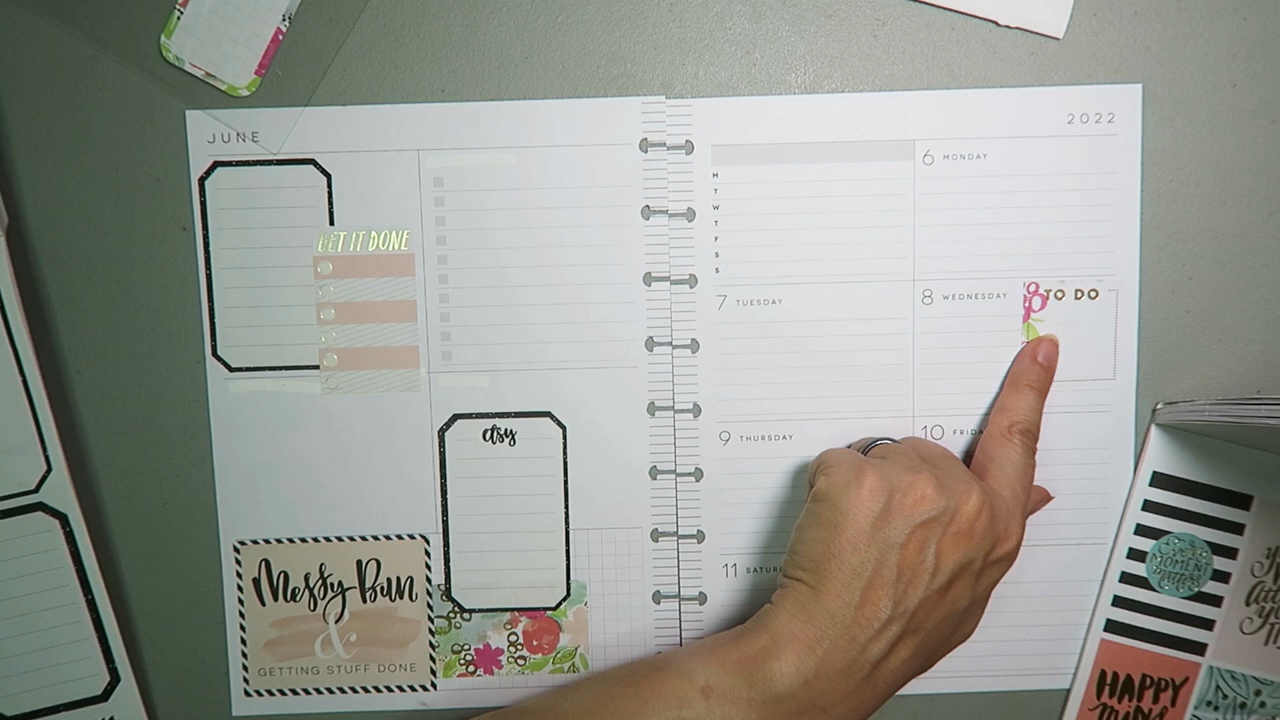 JUNE
GET IT DONE
etsy
Messy Bun
&
GETTING STUFF DONE
2022
M
T
W
T
F
S
S
6 MONDAY
7 TUESDAY
8 WEDNESDAY
TO DO
9 THURSDAY
10 FRIDA
11 SATUR
HAPPY